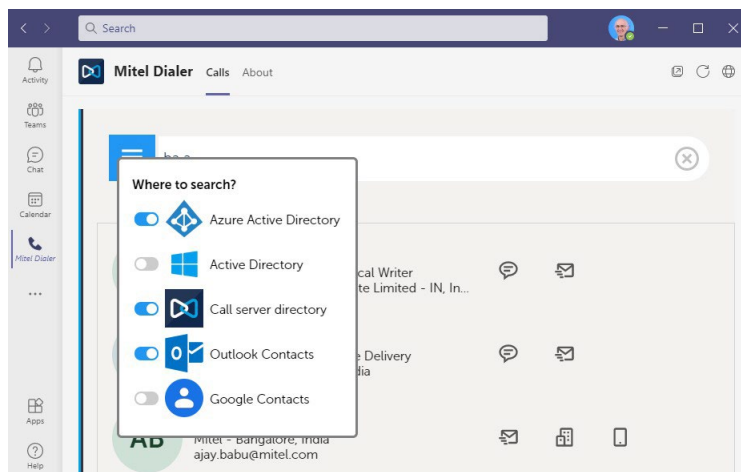 Search
Activity
Teams
Chat
Calendar
Mitel Dialer
Apps
Help
Mitel Dialer Calls About
Where to search?
Azure Active Directory
Active Directory
Call server directory
Outlook Contacts
Google Contacts
cal Writer
te Limited - IN, In...
Delivery
dia
AB
Mitel - Bangalore, India
ajay.babu@mitel.com